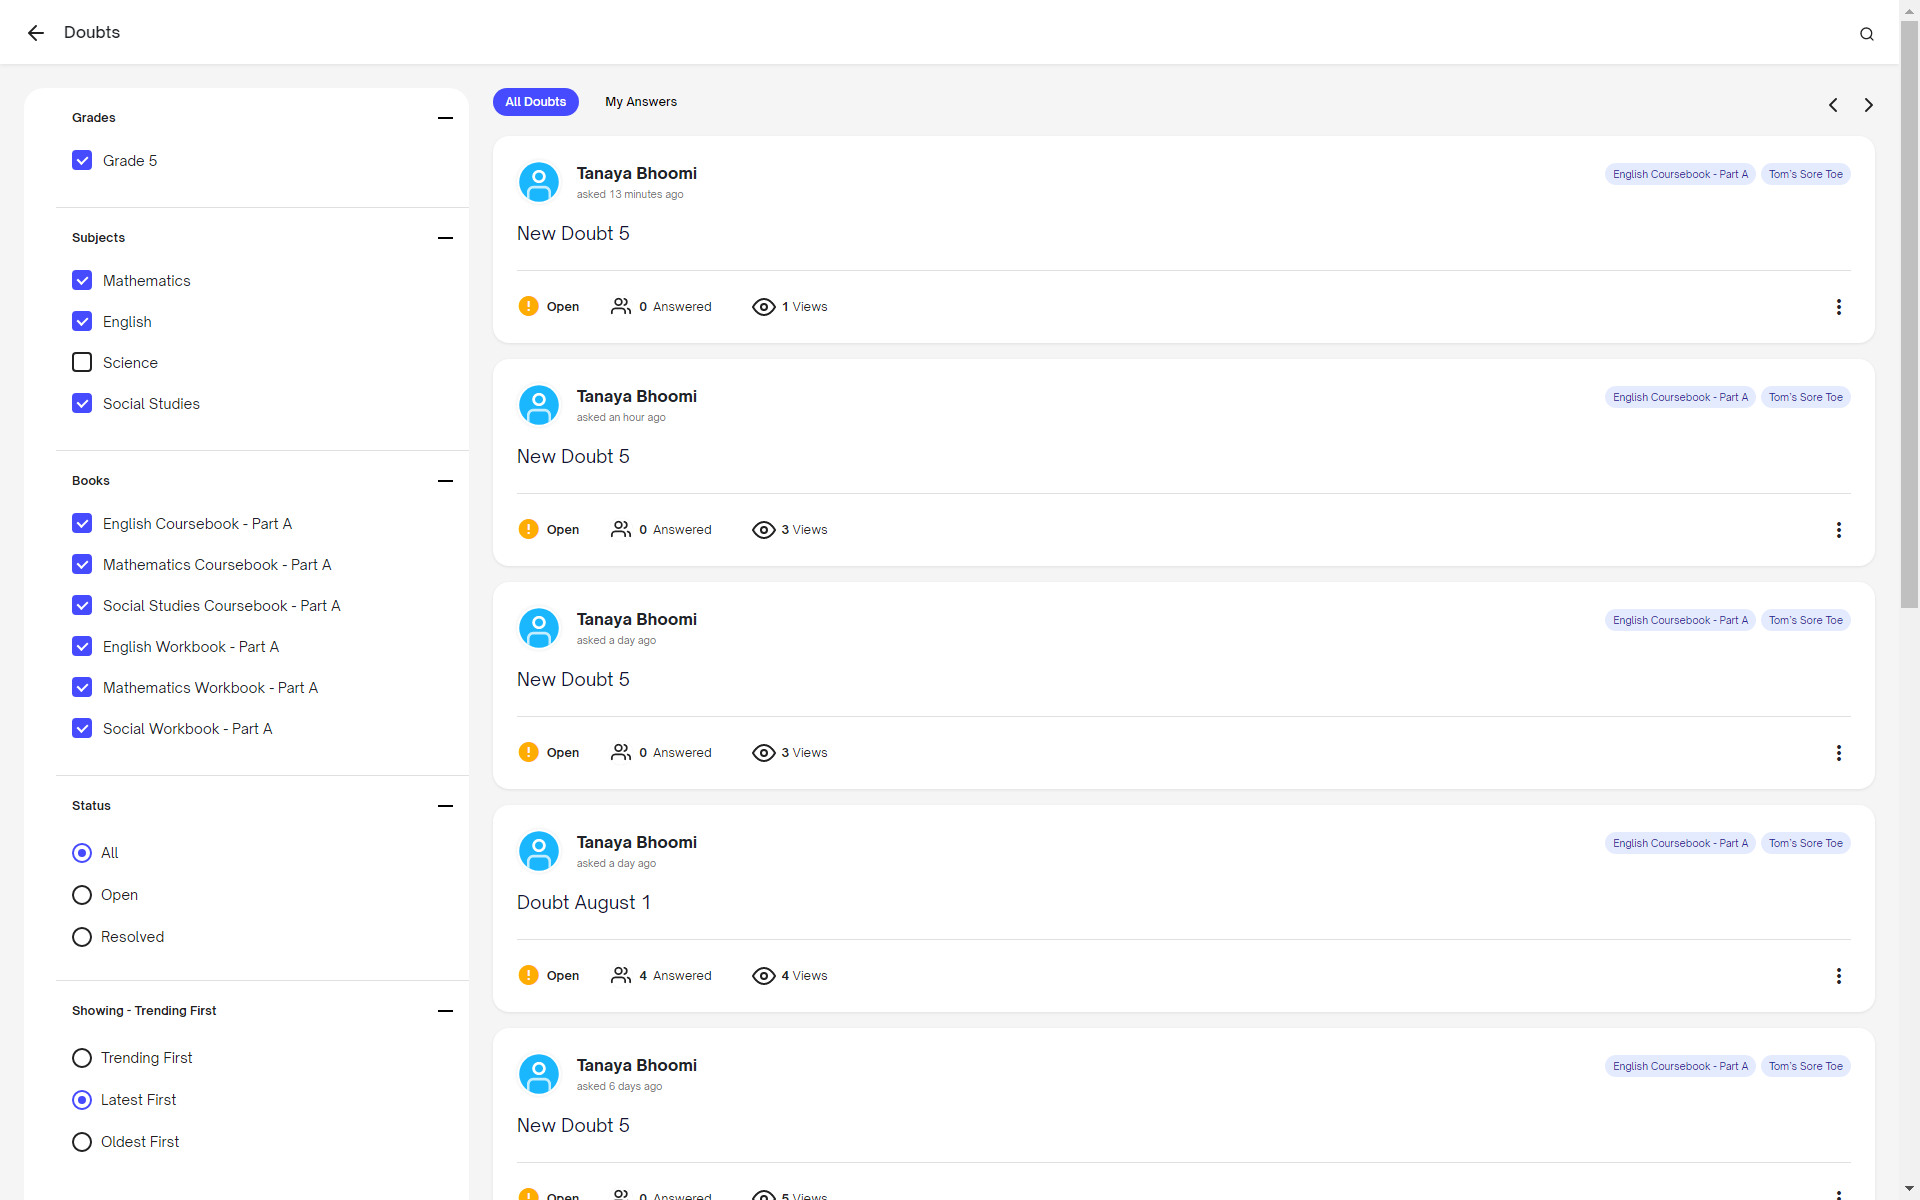 Doubts
Grades
Grade 5
Subjects
Mathematics
English
Science
Social Studies
Books
English Coursebook - Part A
Mathematics Coursebook - Part A
Social Studies Coursebook - Part A
English Workbook - Part A
Mathematics Workbook - Part A
Social Workbook - Part A
Status
All
Open
Resolved
Showing - Trending First
Trending First
Latest First
Oldest First
All Doubts My Answers
Tanaya Bhoomi
asked 13 minutes ago
English Coursebook - Part A Tom's Sore Toe
New Doubt 5
Open 0 Answered 1 Views
Tanaya Bhoomi
asked an hour ago
English Coursebook - Part A Tom's Sore Toe
New Doubt 5
Open 0 Answered 3 Views
Tanaya Bhoomi
asked a day ago
English Coursebook - Part A Tom's Sore Toe
New Doubt 5
Open 0 Answered 3 Views
Tanaya Bhoomi
asked a day ago
English Coursebook - Part A Tom's Sore Toe
Doubt August 1
Open 4 Answered 4 Views
Tanaya Bhoomi
asked 6 days ago
English Coursebook - Part A Tom's Sore Toe
New Doubt 5
Open 0 Answered 5 Views